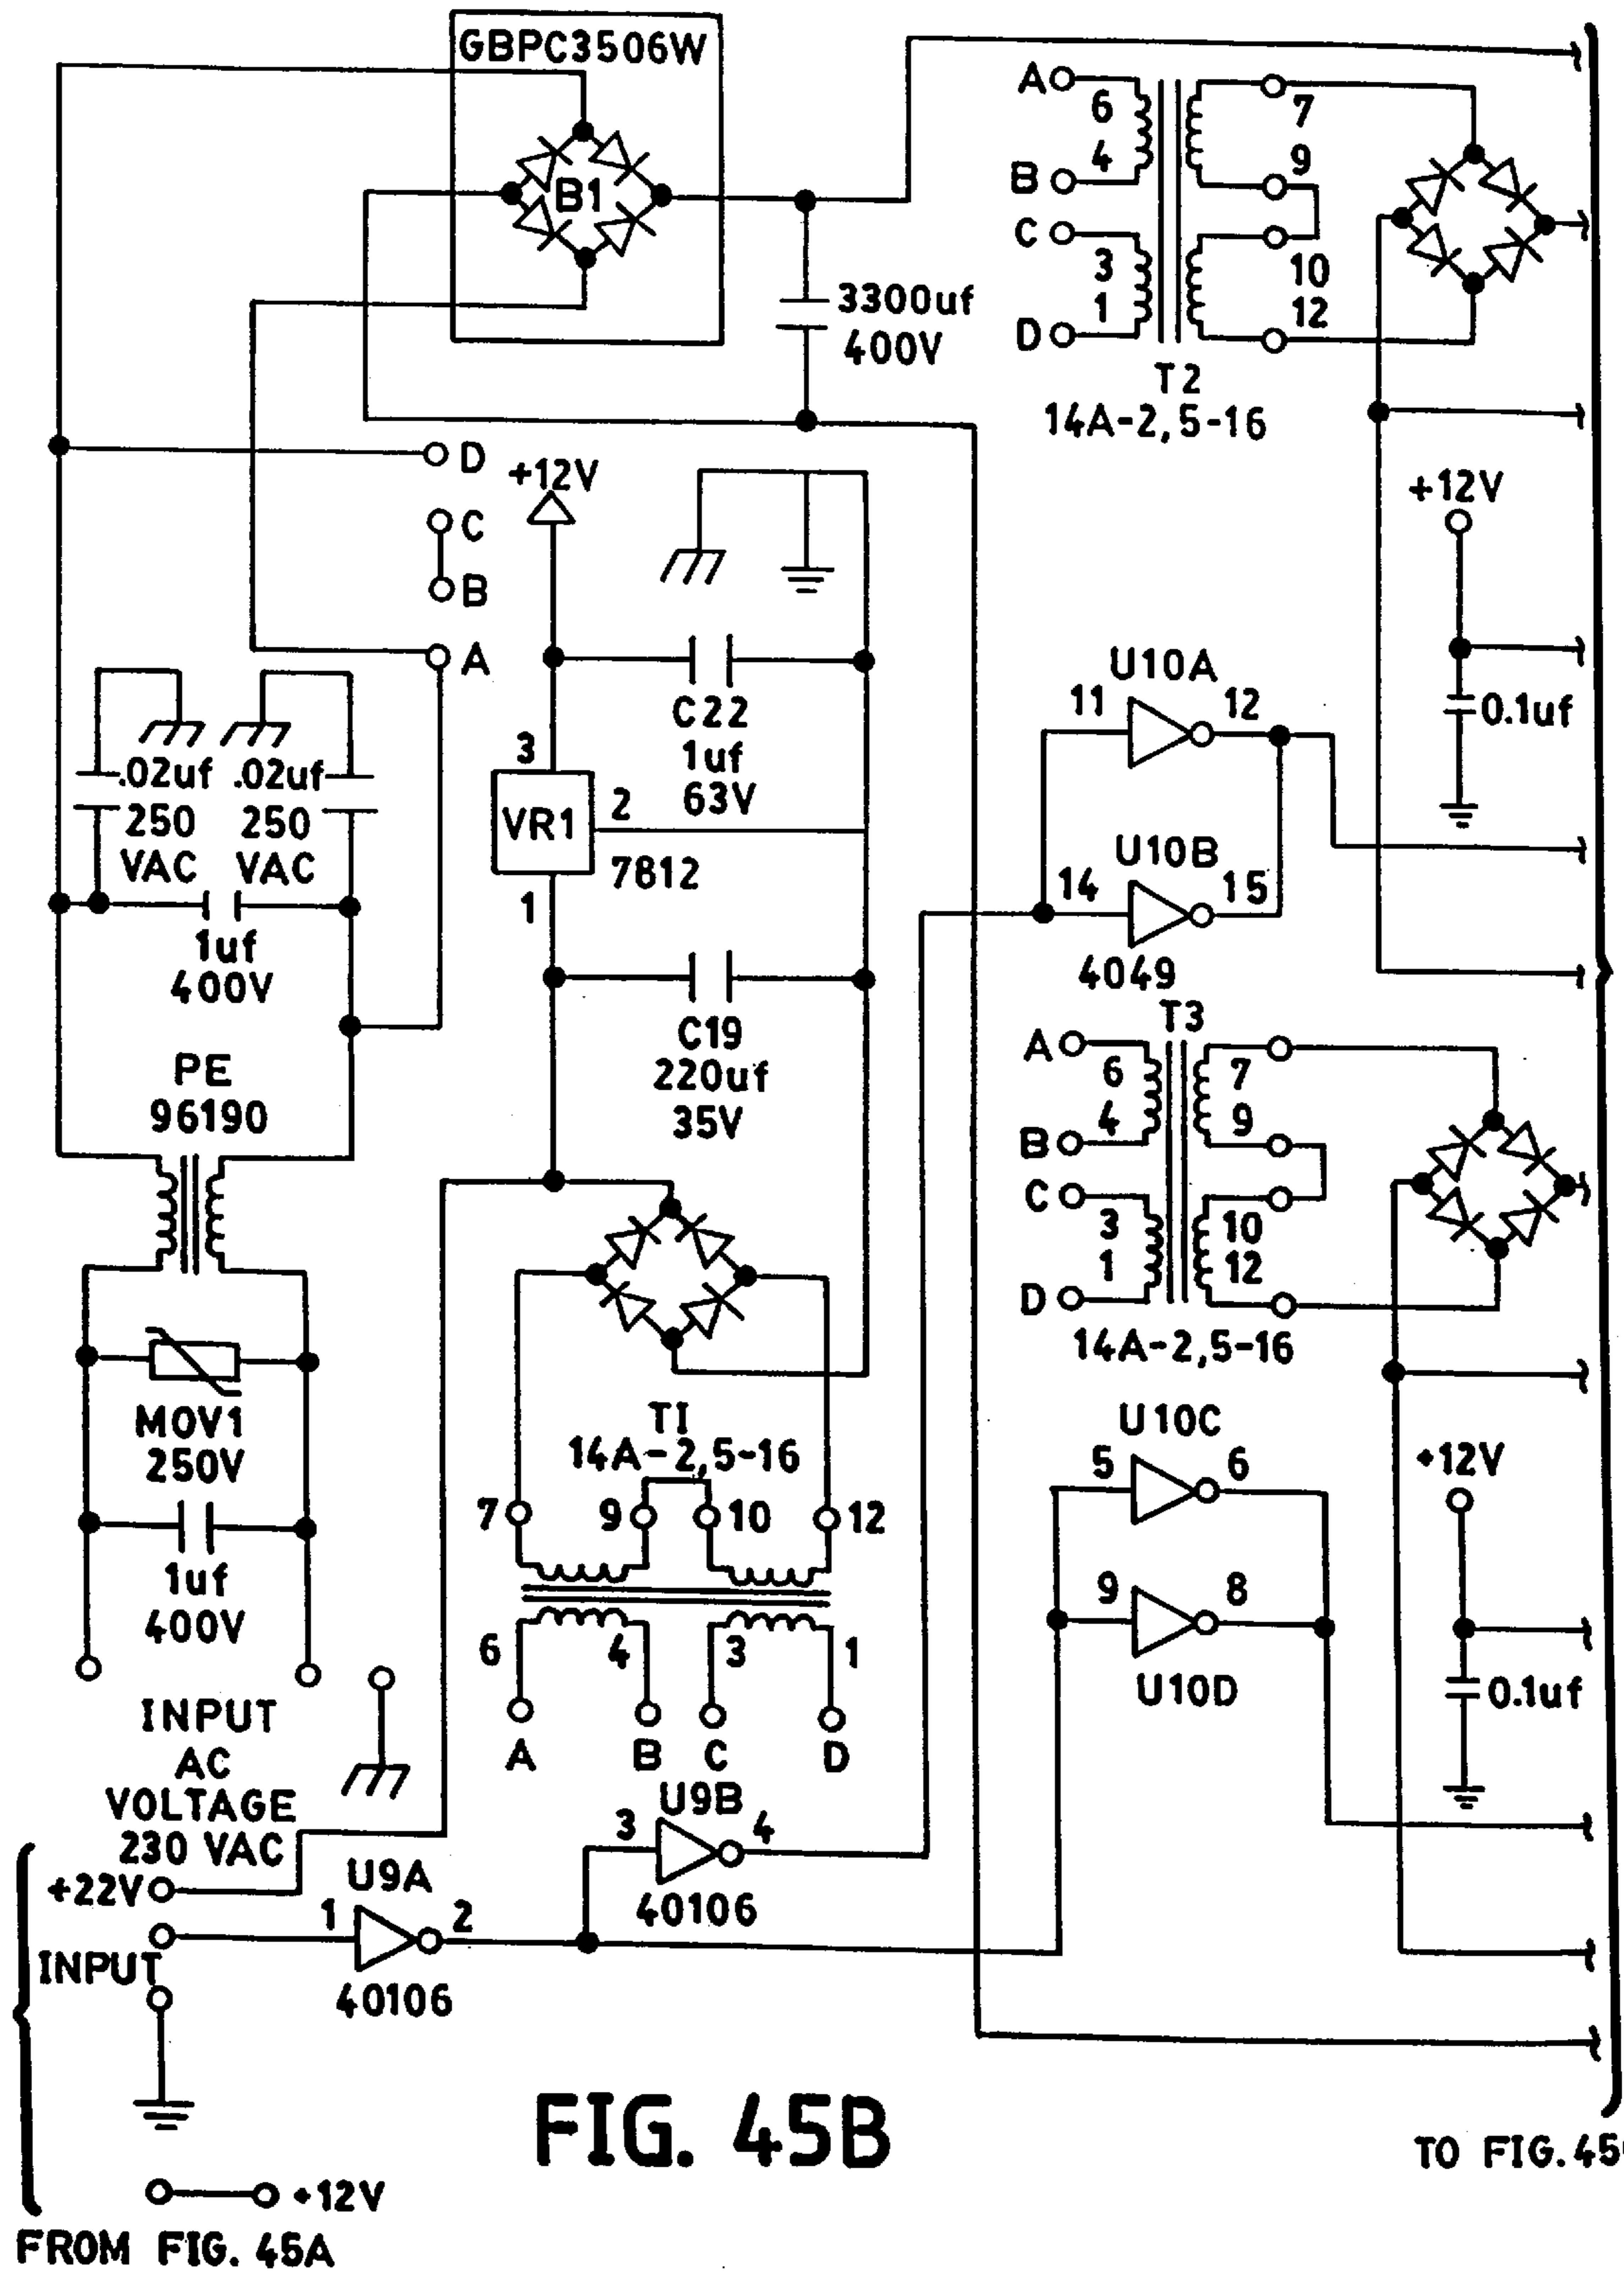 GBPC3506W
B1
3300uf
400V
A
6
4
B
C
3
1
D
7
9
10
12
T2
14A-2,5-16
D
C
B
A
+12V
C22
1uf
63V
3
VR1
2
7812
1
C19
220uf
35V
.02uf .02uf
250 250
VAC VAC
1uf
400V
PE
96190
MOV1
250V
1uf
400V
INPUT
AC
VOLTAGE
230 VAC
+12V
0.1uf
U10A
11 12
U10B
14 15
4049
T3
A
6
4
B
C
3
1
D
7
9
10
12
14A-2,5-16
U10C
5 6
9 8
U10D
+12V
0.1uf
TI
14A-2,5-16
7 9 10 12
6 4 3 1
A B C D
U9B
3 4
40106
+22V
U9A
1 2
40106
INPUT
+12V
FROM FIG. 45A
FIG. 45B
TO FIG. 45